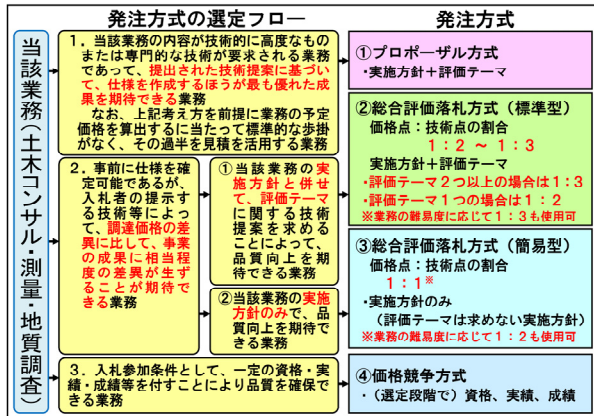 発注方式の選定フロー
発注方式
当該業務(土木コンサル・測量・地質調査)
1．当該業務の内容が技術的に高度なもの
または専門的な技術が要求される業務
であって、提出された技術提案に基づい
て、仕様を作成するほうが最も優れた成
果を期待できる業務
なお、上記考え方を前提に業務の予定
価格を算出するに当たって標準的な歩掛
がなく、その過半を見積を活用する業務
①プロポーザル方式
・実施方針＋評価テーマ
2．事前に仕様を確
定可能であるが、
入札者の提示す
る技術等によっ
て、調達価格の差
異に比して、事業
の成果に相当程
度の差異が生ず
ることが期待で
きる業務
①当該業務の実
施方針と併せ
て、評価テーマ
に関する技術
提案を求める
ことによって、
品質向上を期
待できる業務
②総合評価落札方式（標準型）
価格点：技術点の割合
1：2 ～ 1：3
実施方針＋評価テーマ
・評価テーマ2つ以上の場合は1：3
・評価テーマ1つの場合は1：2
※業務の難易度に応じて1：3も使用可
②当該業務の実施
方針のみで、品
質向上を期待で
きる業務
③総合評価落札方式（簡易型）
価格点：技術点の割合
1：1※
・実施方針のみ
（評価テーマは求めない実施方針）
※業務の難易度に応じて1：2も使用可
3．入札参加条件として、一定の資格・実
績・成績等を付すことにより品質を確保で
きる業務
④価格競争方式
・（選定段階で）資格、実績、成績